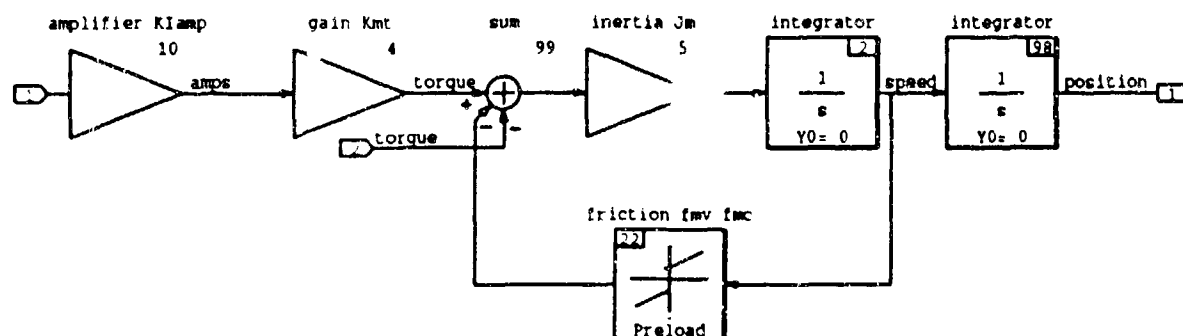 amplifier KIamp gain Kmt sum inertia Jm integrator integrator
10 4 99 5 2 98
amps torque + 1 s speed 1 s position 1
- -
2 torque Y0= 0 Y0= 0
friction fmv fmc
22
Preload